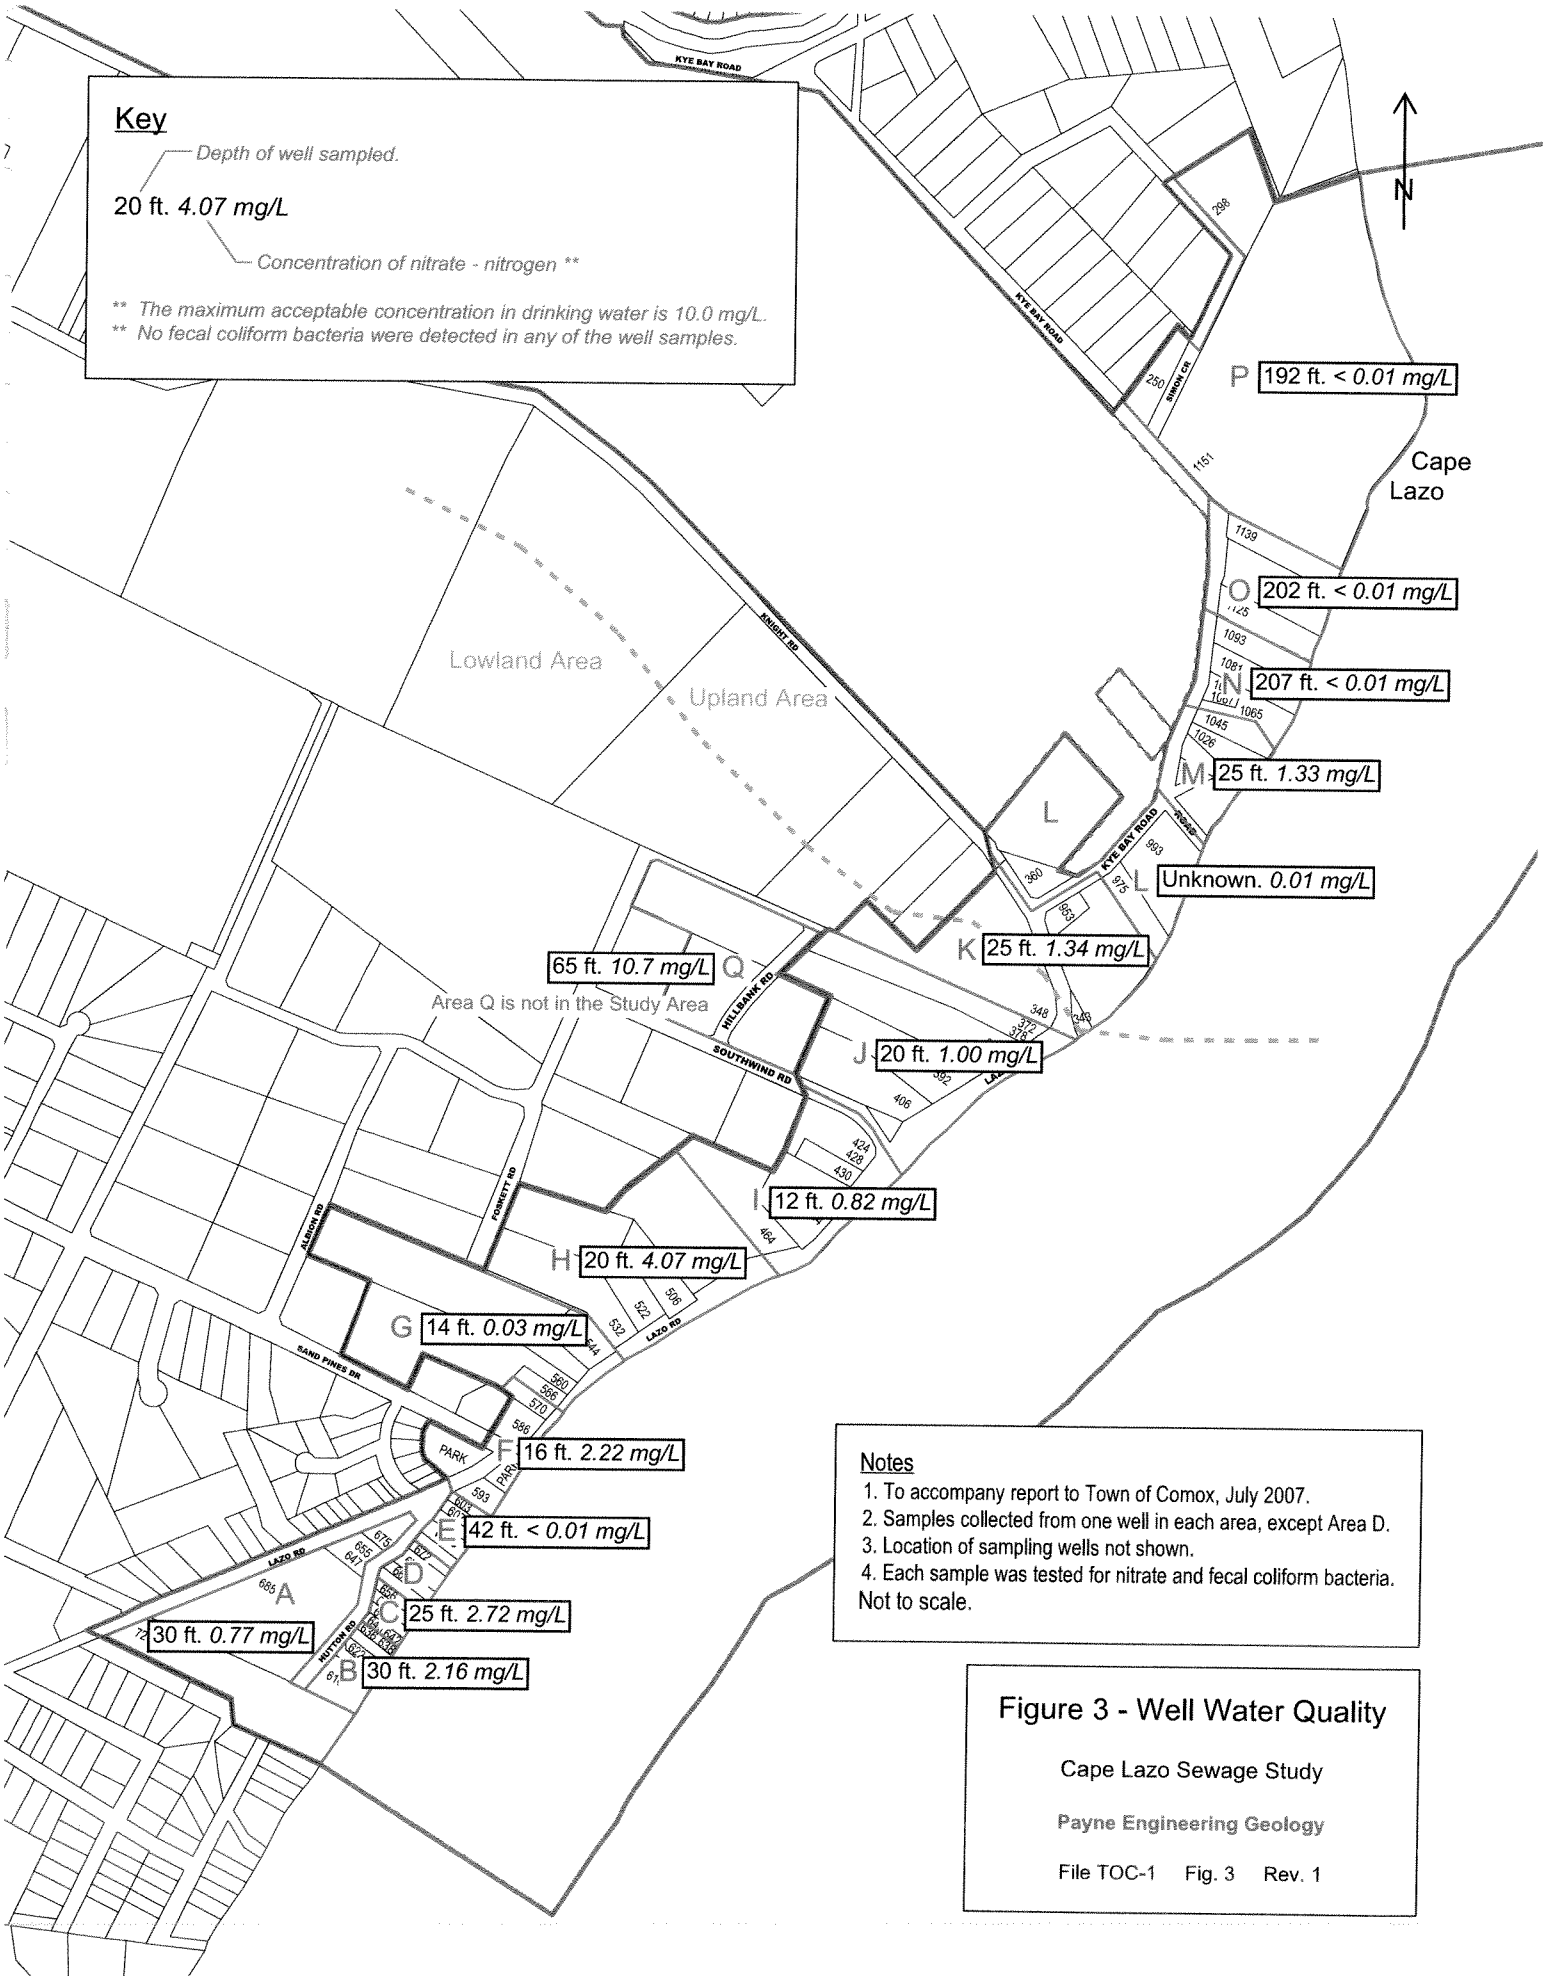 KYE BAY ROAD
Key
Depth of well sampled.
20 ft. 4.07 mg/L
Concentration of nitrate - nitrogen **
** The maximum acceptable concentration in drinking water is 10.0 mg/L.
** No fecal coliform bacteria were detected in any of the well samples.
N
298
KYE BAY ROAD
250
SIMON CR
P 192 ft. < 0.01 mg/L
1151
Cape
Lazo
1139
O 202 ft. < 0.01 mg/L
1093
1081
N 207 ft. < 0.01 mg/L
1065
1045
1026
M 25 ft. 1.33 mg/L
KNIGHT RD
Lowland Area
Upland Area
L
KYE BAY ROAD
ROAD
993
360
975
L Unknown. 0.01 mg/L
953
K 25 ft. 1.34 mg/L
65 ft. 10.7 mg/L Q
Area Q is not in the Study Area
HILLBANK RD
348
343
372
378
SOUTHWIND RD
J 20 ft. 1.00 mg/L
392
406
424
428
430
I 12 ft. 0.82 mg/L
464
FOSKETT RD
ALBION RD
H 20 ft. 4.07 mg/L
506
522
532
LAZO RD
G 14 ft. 0.03 mg/L
544
SAND PINES DR
560
566
570
586
PARK
F 16 ft. 2.22 mg/L
593
603
E 42 ft. < 0.01 mg/L
675
655
647
LAZO RD
D
685
A
C 25 ft. 2.72 mg/L
30 ft. 0.77 mg/L
HUTTON RD
B 30 ft. 2.16 mg/L
Notes
1. To accompany report to Town of Comox, July 2007.
2. Samples collected from one well in each area, except Area D.
3. Location of sampling wells not shown.
4. Each sample was tested for nitrate and fecal coliform bacteria.
Not to scale.
Figure 3 - Well Water Quality
Cape Lazo Sewage Study
Payne Engineering Geology
File TOC-1 Fig. 3 Rev. 1